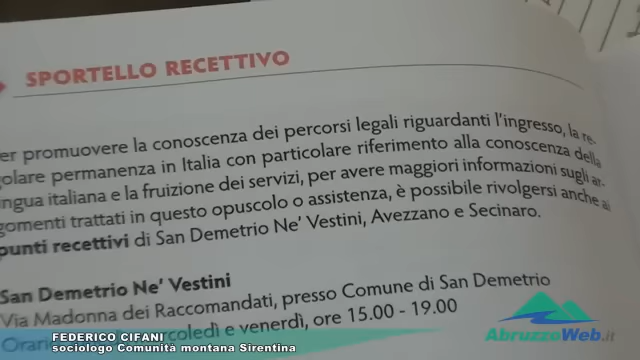 SPORTELLO RECETTIVO
er promuovere la conoscenza dei percorsi legali riguardanti l'ingresso, la re-
olare permanenza in Italia con particolare riferimento alla conoscenza della
ingua italiana e la fruizione dei servizi, per avere maggiori informazioni sugli ar-
gomenti trattati in questo opuscolo o assistenza, è possibile rivolgersi anche ai
punti recettivi di San Demetrio Ne' Vestini, Avezzano e Secinaro.
San Demetrio Ne' Vestini
Via Madonna dei Raccomandati, presso Comune di San Demetrio
Orari mercoledì e venerdì, ore 15.00 - 19.00
FEDERICO CIFANI
sociologo Comunità montana Sirentina
AbruzzoWeb.it